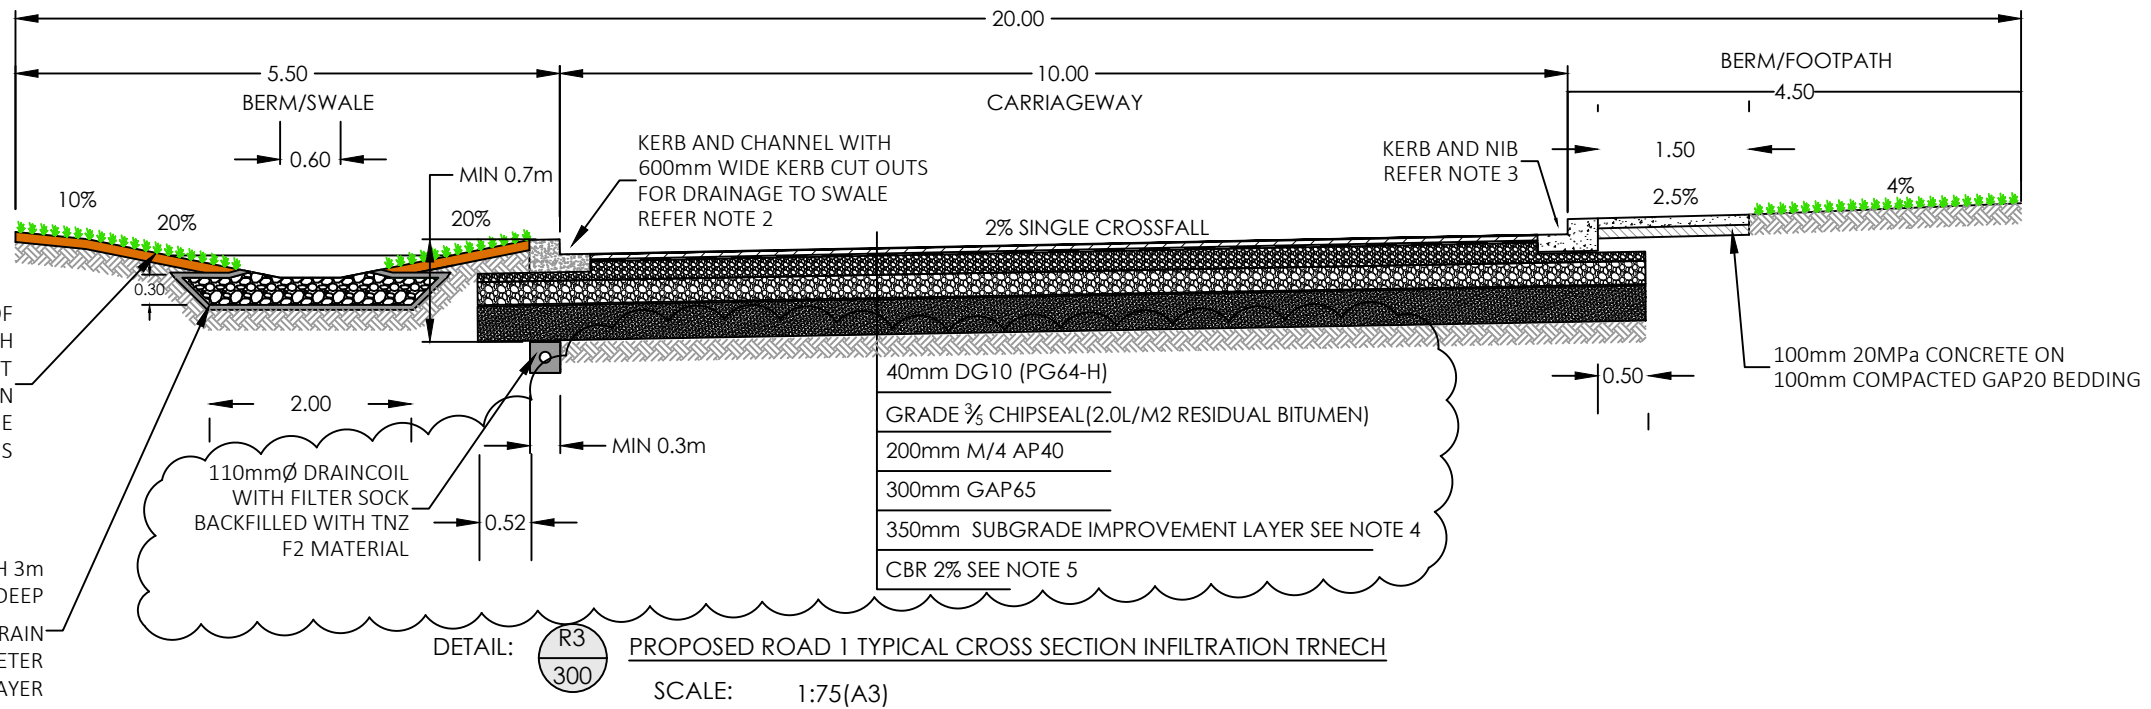 20.00
5.50
10.00
BERM/FOOTPATH
4.50
BERM/SWALE
CARRIAGEWAY
0.60
MIN 0.7m
KERB AND CHANNEL WITH
600mm WIDE KERB CUT OUTS
FOR DRAINAGE TO SWALE
REFER NOTE 2
KERB AND NIB
REFER NOTE 3
1.50
10%
20%
20%
2% SINGLE CROSSFALL
2.5%
4%
0.30
OF
H
T
N
E
S
2.00
MIN 0.3m
110mmØ DRAINCOIL
WITH FILTER SOCK
BACKFILLED WITH TNZ
F2 MATERIAL
0.52
40mm DG10 (PG64-H)
GRADE ⅗ CHIPSEAL(2.0L/M2 RESIDUAL BITUMEN)
200mm M/4 AP40
300mm GAP65
350mm SUBGRADE IMPROVEMENT LAYER SEE NOTE 4
CBR 2% SEE NOTE 5
0.50
100mm 20MPa CONCRETE ON
100mm COMPACTED GAP20 BEDDING
H 3m
DEEP
RAIN
ETER
AYER
DETAIL:
R3
300
PROPOSED ROAD 1 TYPICAL CROSS SECTION INFILTRATION TRNECH
SCALE: 1:75(A3)